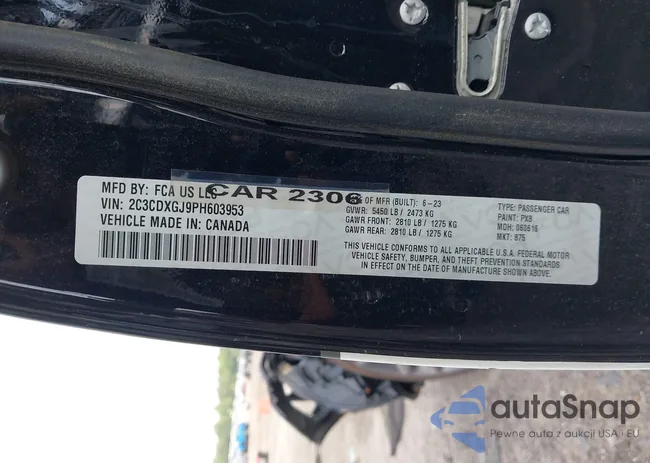 MFD BY: FCA US LLC
CAR 2306
OF MFR (BUILT): 6-23
TYPE: PASSENGER CAR
VIN: 2C3CDXGJ9PH603953
GVWR: 5450 LB / 2473 KG
PAINT: PX8
VEHICLE MADE IN: CANADA
GAWR FRONT: 2810 LB / 1275 KG
MDH: 060616
GAWR REAR: 2810 LB / 1275 KG
MKT: 875
THIS VEHICLE CONFORMS TO ALL APPLICABLE U.S.A. FEDERAL MOTOR
VEHICLE SAFETY, BUMPER, AND THEFT PREVENTION STANDARDS
IN EFFECT ON THE DATE OF MANUFACTURE SHOWN ABOVE.
autoSnap
Pewne auta z aukcji USA i EU